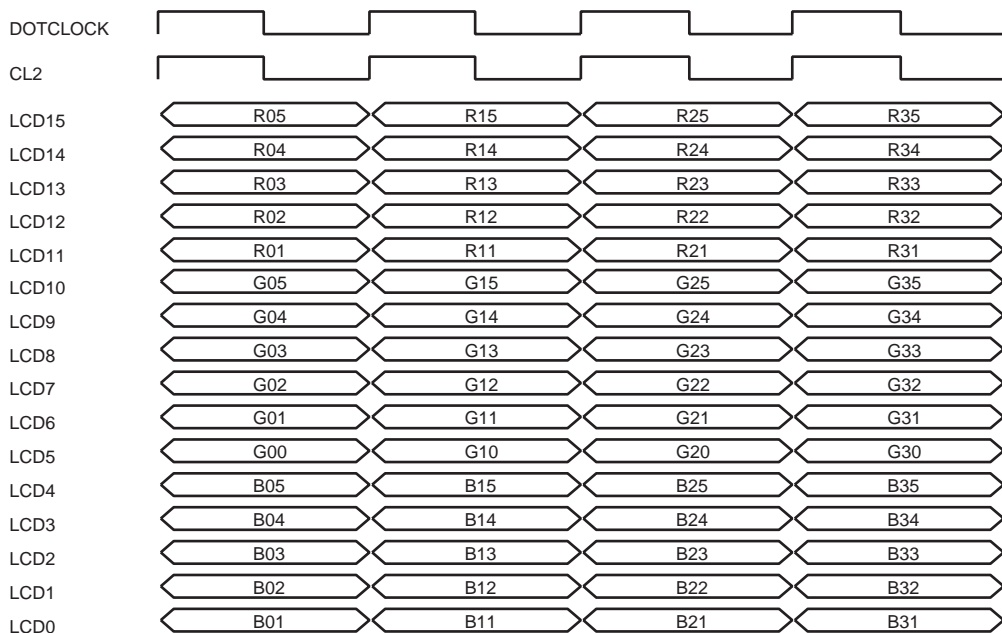 DOTCLOCK
CL2
LCD15 R05 R15 R25 R35
LCD14 R04 R14 R24 R34
LCD13 R03 R13 R23 R33
LCD12 R02 R12 R22 R32
LCD11 R01 R11 R21 R31
LCD10 G05 G15 G25 G35
LCD9 G04 G14 G24 G34
LCD8 G03 G13 G23 G33
LCD7 G02 G12 G22 G32
LCD6 G01 G11 G21 G31
LCD5 G00 G10 G20 G30
LCD4 B05 B15 B25 B35
LCD3 B04 B14 B24 B34
LCD2 B03 B13 B23 B33
LCD1 B02 B12 B22 B32
LCD0 B01 B11 B21 B31